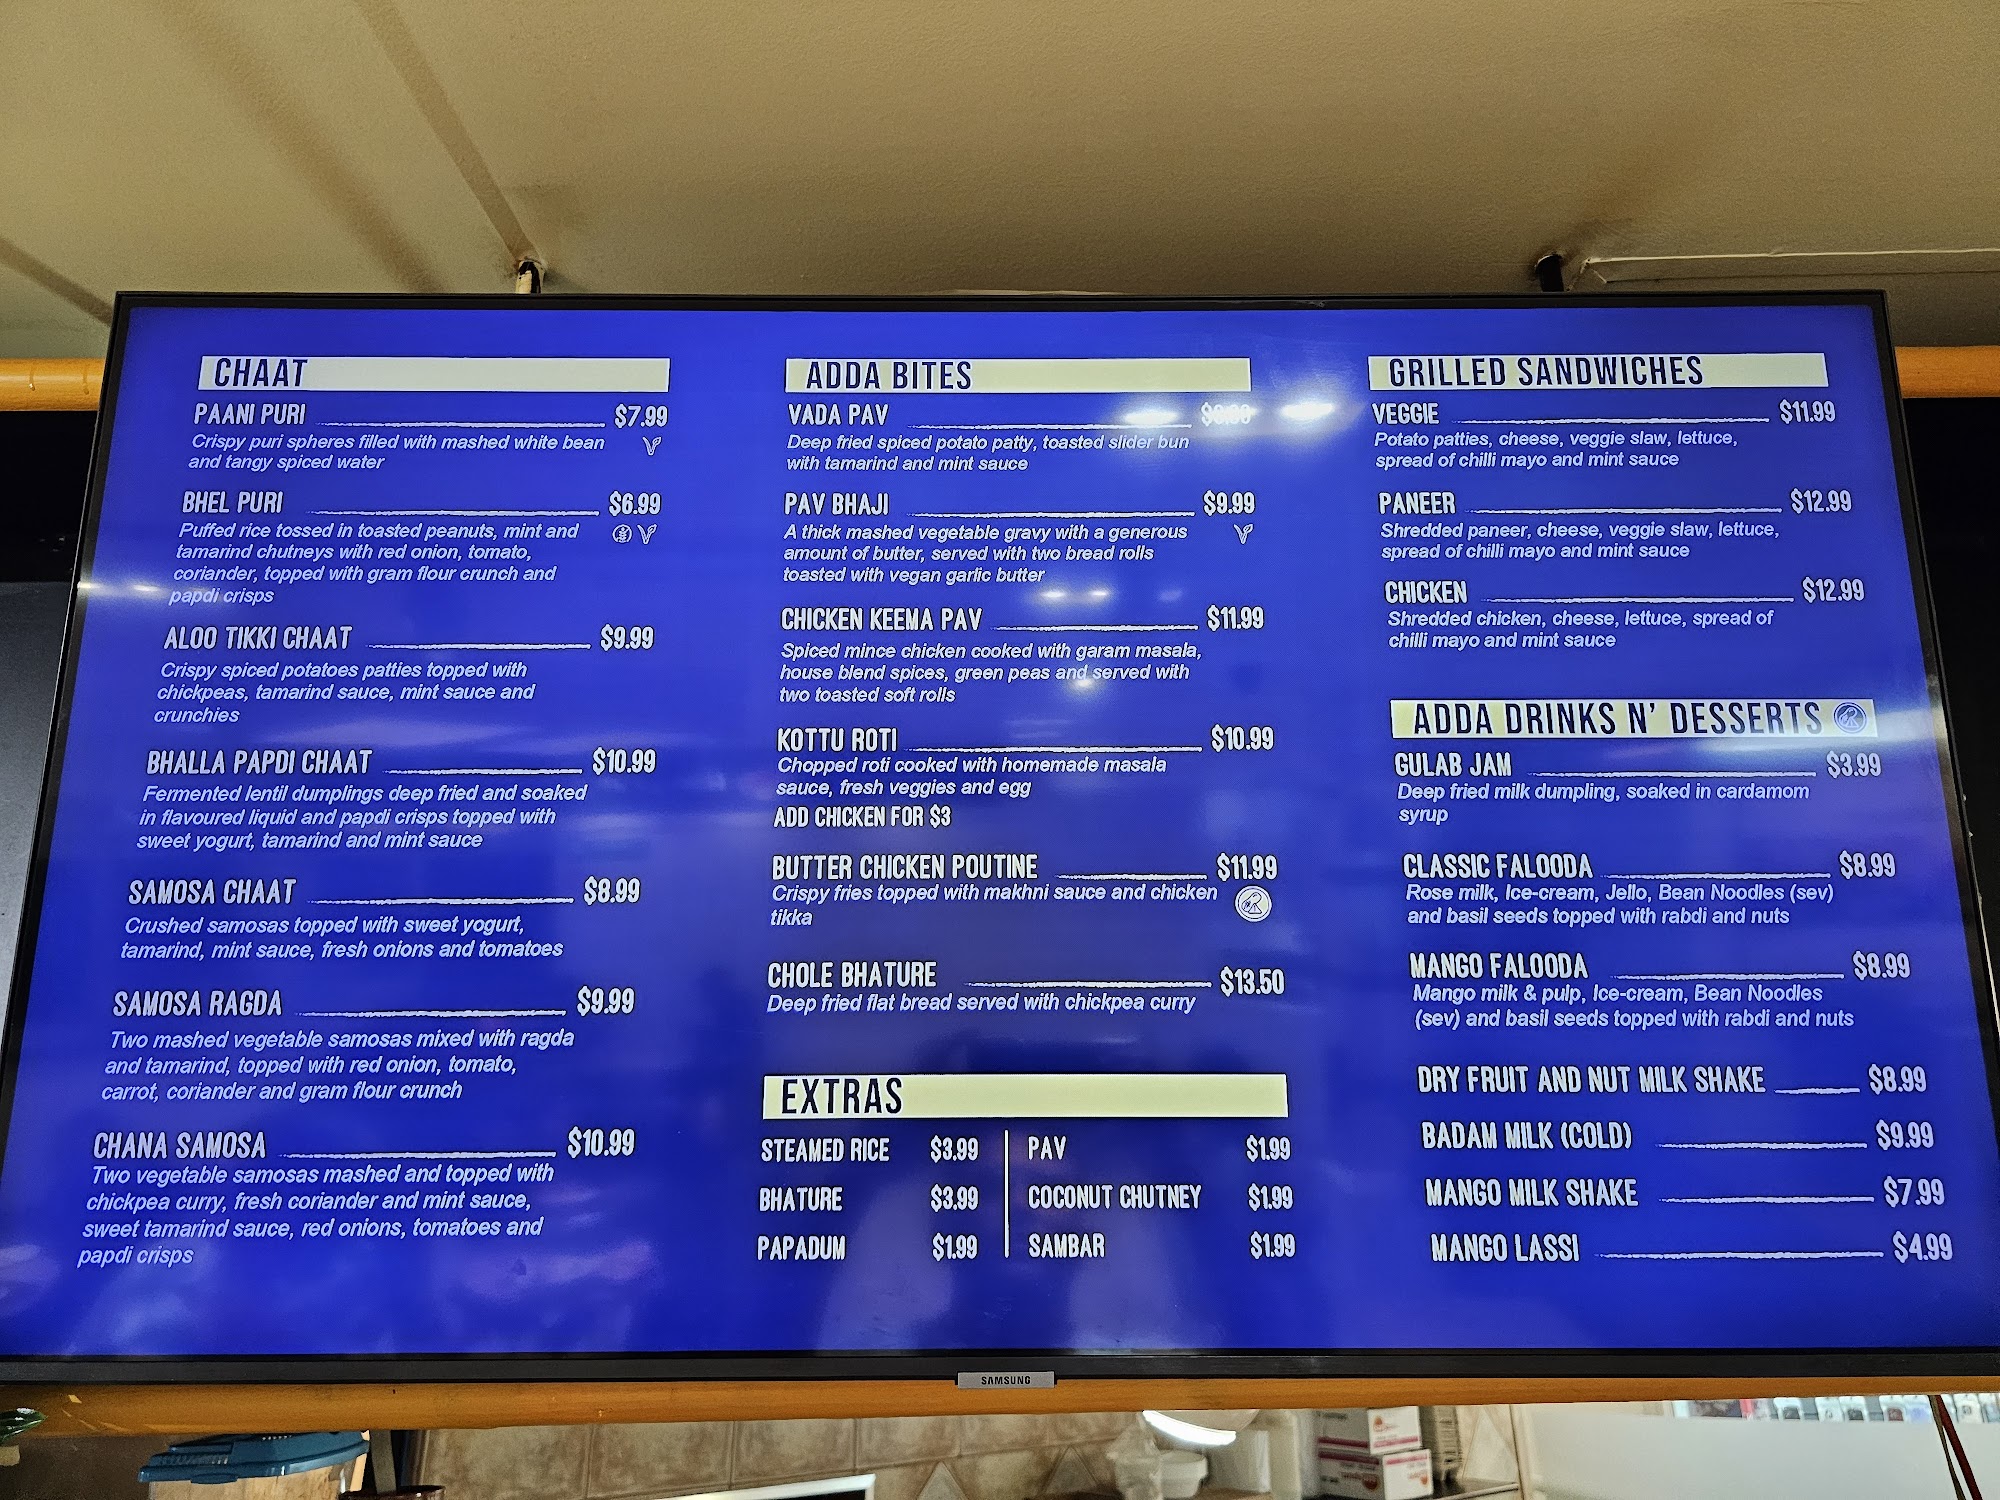 CHAAT
PAANI PURI $7.99
Crispy puri spheres filled with mashed white bean
and tangy spiced water
BHEL PURI $6.99
Puffed rice tossed in toasted peanuts, mint and
tamarind chutneys with red onion, tomato,
coriander, topped with gram flour crunch and
papdi crisps
ALOO TIKKI CHAAT $9.99
Crispy spiced potatoes patties topped with
chickpeas, tamarind sauce, mint sauce and
crunchies
BHALLA PAPDI CHAAT $10.99
Fermented lentil dumplings deep fried and soaked
in flavoured liquid and papdi crisps topped with
sweet yogurt, tamarind and mint sauce
SAMOSA CHAAT $8.99
Crushed samosas topped with sweet yogurt,
tamarind, mint sauce, fresh onions and tomatoes
SAMOSA RAGDA $9.99
Two mashed vegetable samosas mixed with ragda
and tamarind, topped with red onion, tomato,
carrot, coriander and gram flour crunch
CHANA SAMOSA $10.99
Two vegetable samosas mashed and topped with
chickpea curry, fresh coriander and mint sauce,
sweet tamarind sauce, red onions, tomatoes and
papdi crisps
ADDA BITES
VADA PAV
Deep fried spiced potato patty, toasted slider bun
with tamarind and mint sauce
PAV BHAJI $9.99
A thick mashed vegetable gravy with a generous
amount of butter, served with two bread rolls
toasted with vegan garlic butter
CHICKEN KEEMA PAV $11.99
Spiced mince chicken cooked with garam masala,
house blend spices, green peas and served with
two toasted soft rolls
KOTTU ROTI $10.99
Chopped roti cooked with homemade masala
sauce, fresh veggies and egg
ADD CHICKEN FOR $3
BUTTER CHICKEN POUTINE $11.99
Crispy fries topped with makhni sauce and chicken
tikka
CHOLE BHATURE $13.50
Deep fried flat bread served with chickpea curry
EXTRAS
STEAMED RICE $3.99
BHATURE $3.99
PAPADUM $1.99
PAV $1.99
COCONUT CHUTNEY $1.99
SAMBAR $1.99
GRILLED SANDWICHES
VEGGIE $11.99
Potato patties, cheese, veggie slaw, lettuce,
spread of chilli mayo and mint sauce
PANEER $12.99
Shredded paneer, cheese, veggie slaw, lettuce,
spread of chilli mayo and mint sauce
CHICKEN $12.99
Shredded chicken, cheese, lettuce, spread of
chilli mayo and mint sauce
ADDA DRINKS N' DESSERTS
GULAB JAM $3.99
Deep fried milk dumpling, soaked in cardamom
syrup
CLASSIC FALOODA $8.99
Rose milk, Ice-cream, Jello, Bean Noodles (sev)
and basil seeds topped with rabdi and nuts
MANGO FALOODA $8.99
Mango milk & pulp, Ice-cream, Bean Noodles
(sev) and basil seeds topped with rabdi and nuts
DRY FRUIT AND NUT MILK SHAKE $8.99
BADAM MILK (COLD) $9.99
MANGO MILK SHAKE $7.99
MANGO LASSI $4.99
SAMSUNG